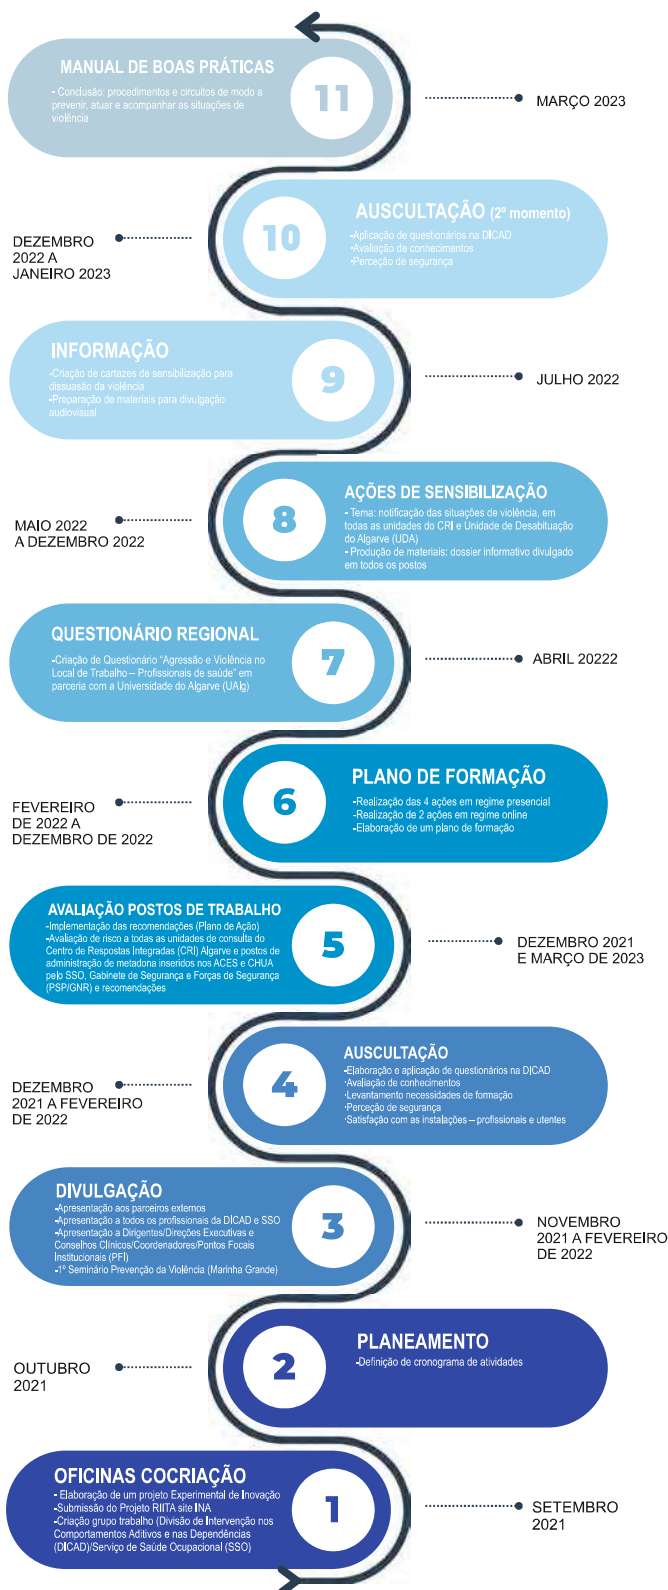 MANUAL DE BOAS PRÁTICAS
- Conclusão: procedimentos e circuitos de modo a
prevenir, atuar e acompanhar as situações de
violência
11
MARÇO 2023
AUSCULTAÇÃO (2º momento)
-Aplicação de questionários na DICAD
·Avaliação de conhecimentos
·Perceção de segurança
10
DEZEMBRO
2022 A
JANEIRO 2023
INFORMAÇÃO
-Criação de cartazes de sensibilização para
dissuasão da violência
-Preparação de materiais para divulgação
audiovisual
9
JULHO 2022
AÇÕES DE SENSIBILIZAÇÃO
- Tema: notificação das situações de violência, em
todas as unidades do CRI e Unidade de Desabituação
do Algarve (UDA)
- Produção de materiais: dossier informativo divulgado
em todos os postos
8
MAIO 2022
A DEZEMBRO 2022
QUESTIONÁRIO REGIONAL
-Criação de Questionário “Agressão e Violência no
Local de Trabalho – Profissionais de saúde” em
parceria com a Universidade do Algarve (UAlg)
7
ABRIL 20222
PLANO DE FORMAÇÃO
-Realização das 4 ações em regime presencial
-Realização de 2 ações em regime online
-Elaboração de um plano de formação
6
FEVEREIRO
DE 2022 A
DEZEMBRO DE 2022
AVALIAÇÃO POSTOS DE TRABALHO
-Implementação das recomendações (Plano de Ação)
-Avaliação de risco a todas as unidades de consulta do
Centro de Respostas Integradas (CRI) Algarve e postos de
administração de metadona inseridos nos ACES e CHUA
pelo SSO, Gabinete de Segurança e Forças de Segurança
(PSP/GNR) e recomendações
5
DEZEMBRO 2021
E MARÇO DE 2023
AUSCULTAÇÃO
-Elaboração e aplicação de questionários na DICAD
·Avaliação de conhecimentos
·Levantamento necessidades de formação
·Perceção de segurança
·Satisfação com as instalações – profissionais e utentes
4
DEZEMBRO
2021 A FEVEREIRO
DE 2022
DIVULGAÇÃO
-Apresentação aos parceiros externos
-Apresentação a todos os profissionais da DICAD e SSO
-Apresentação a Dirigentes/Direções Executivas e
Conselhos Clínicos/Coordenadores/Pontos Focais
Institucionais (PFI)
-1º Seminário Prevenção da Violência (Marinha Grande)
3
NOVEMBRO
2021 A FEVEREIRO
DE 2022
PLANEAMENTO
-Definição de cronograma de atividades
2
OUTUBRO
2021
OFICINAS COCRIAÇÃO
- Elaboração de um projeto Experimental de Inovação
-Submissão do Projeto RIITA site INA
-Criação grupo trabalho (Divisão de Intervenção nos
Comportamentos Aditivos e nas Dependências
(DICAD)/Serviço de Saúde Ocupacional (SSO)
1
SETEMBRO
2021